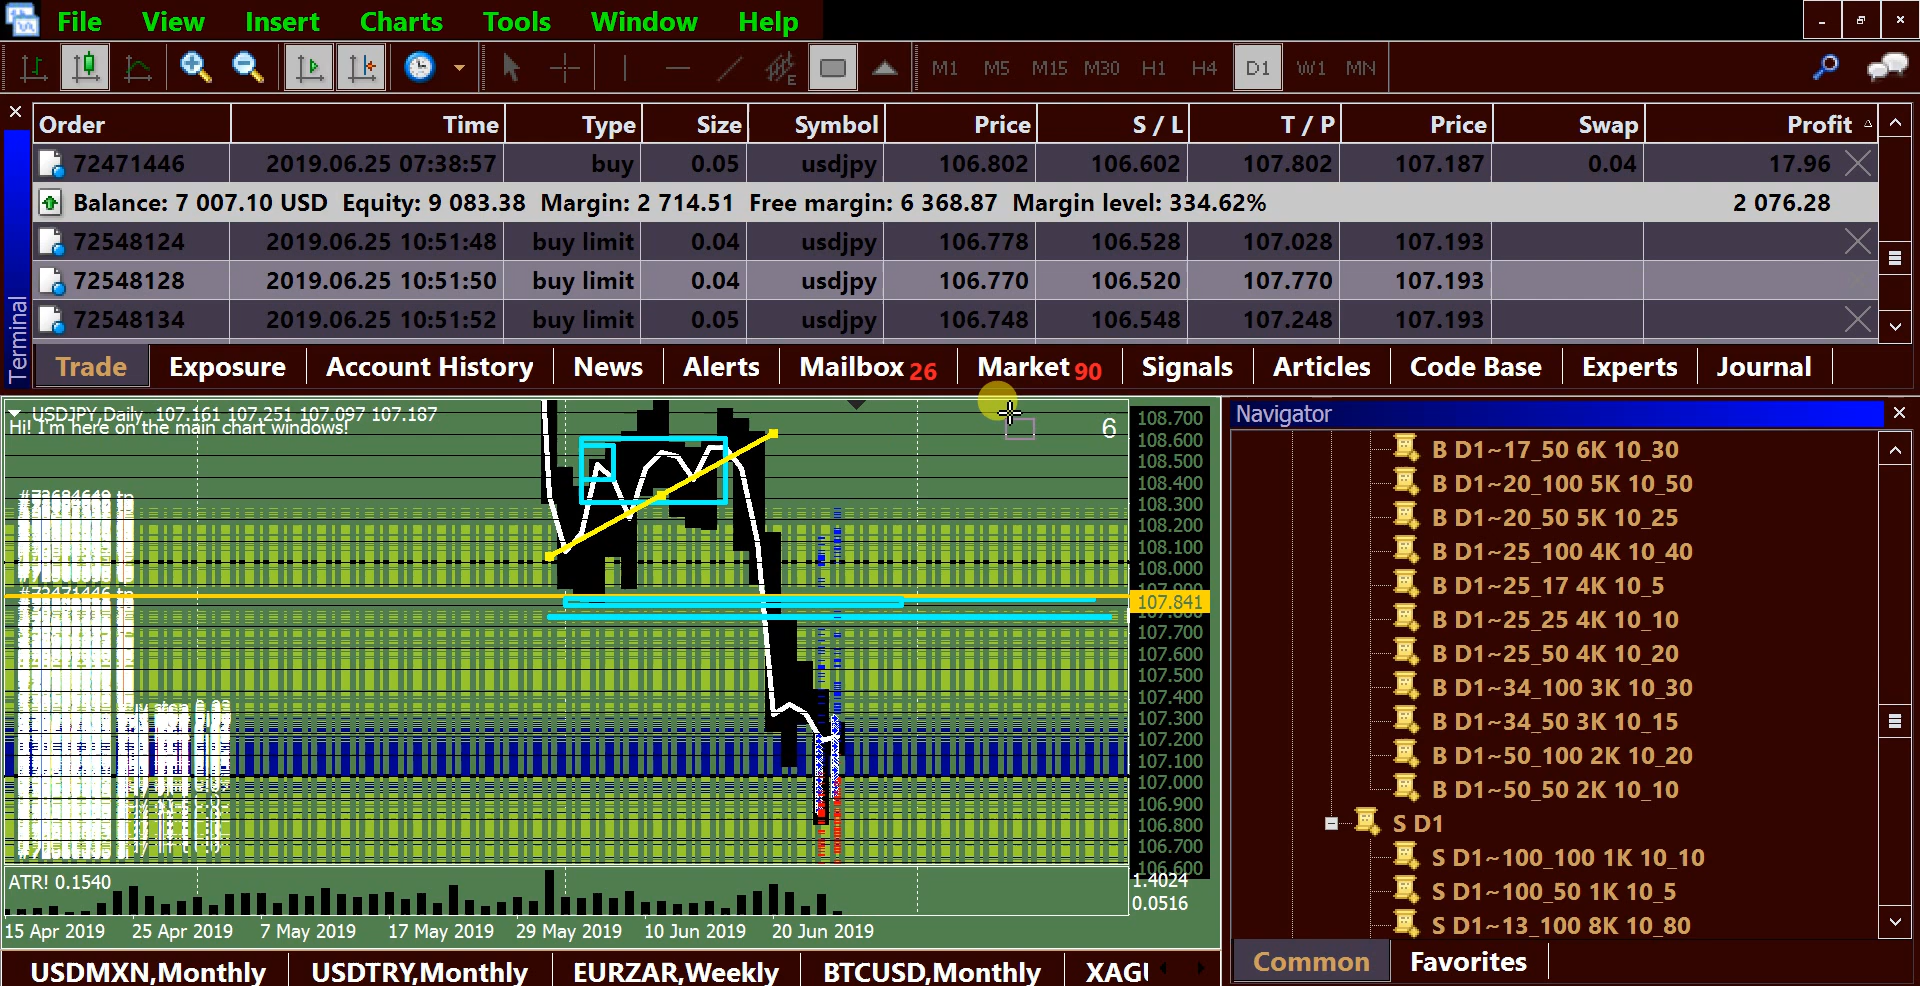 File View Insert Charts Tools Window Help
M1 M5 M15 M30 H1 H4 D1 W1 MN
Order Time Type Size Symbol Price S / L T / P Price Swap Profit
72471446 2019.06.25 07:38:57 buy 0.05 usdjpy 106.802 106.602 107.802 107.187 0.04 17.96
Balance: 7 007.10 USD Equity: 9 083.38 Margin: 2 714.51 Free margin: 6 368.87 Margin level: 334.62% 2 076.28
72548124 2019.06.25 10:51:48 buy limit 0.04 usdjpy 106.778 106.528 107.028 107.193
72548128 2019.06.25 10:51:50 buy limit 0.04 usdjpy 106.770 106.520 107.770 107.193
72548134 2019.06.25 10:51:52 buy limit 0.05 usdjpy 106.748 106.548 107.248 107.193
Terminal
Trade Exposure Account History News Alerts Mailbox 26 Market 90 Signals Articles Code Base Experts Journal
USDJPY,Daily 107.161 107.251 107.097 107.187
Hi! I'm here on the main chart windows!
6
108.700
108.600
108.500
108.400
108.300
108.200
108.100
108.000
107.841
107.700
107.600
107.500
107.400
107.300
107.200
107.100
107.000
106.900
106.800
106.700
106.600
ATR! 0.1540
1.4024
0.0516
15 Apr 2019 25 Apr 2019 7 May 2019 17 May 2019 29 May 2019 10 Jun 2019 20 Jun 2019
USDMXN,Monthly USDTRY,Monthly EURZAR,Weekly BTCUSD,Monthly XAGU
Navigator
B D1~17_50 6K 10_30
B D1~20_100 5K 10_50
B D1~20_50 5K 10_25
B D1~25_100 4K 10_40
B D1~25_17 4K 10_5
B D1~25_25 4K 10_10
B D1~25_50 4K 10_20
B D1~34_100 3K 10_30
B D1~34_50 3K 10_15
B D1~50_100 2K 10_20
B D1~50_50 2K 10_10
S D1
S D1~100_100 1K 10_10
S D1~100_50 1K 10_5
S D1~13_100 8K 10_80
Common Favorites